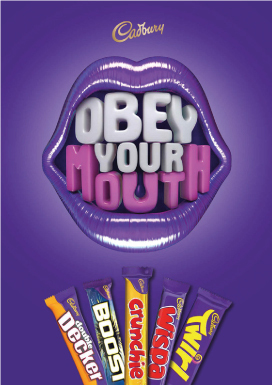 Cadbury
OBEY
YOUR
MOUTH
double
Decker
BOOST
Crunchie
Wispa
Twirl